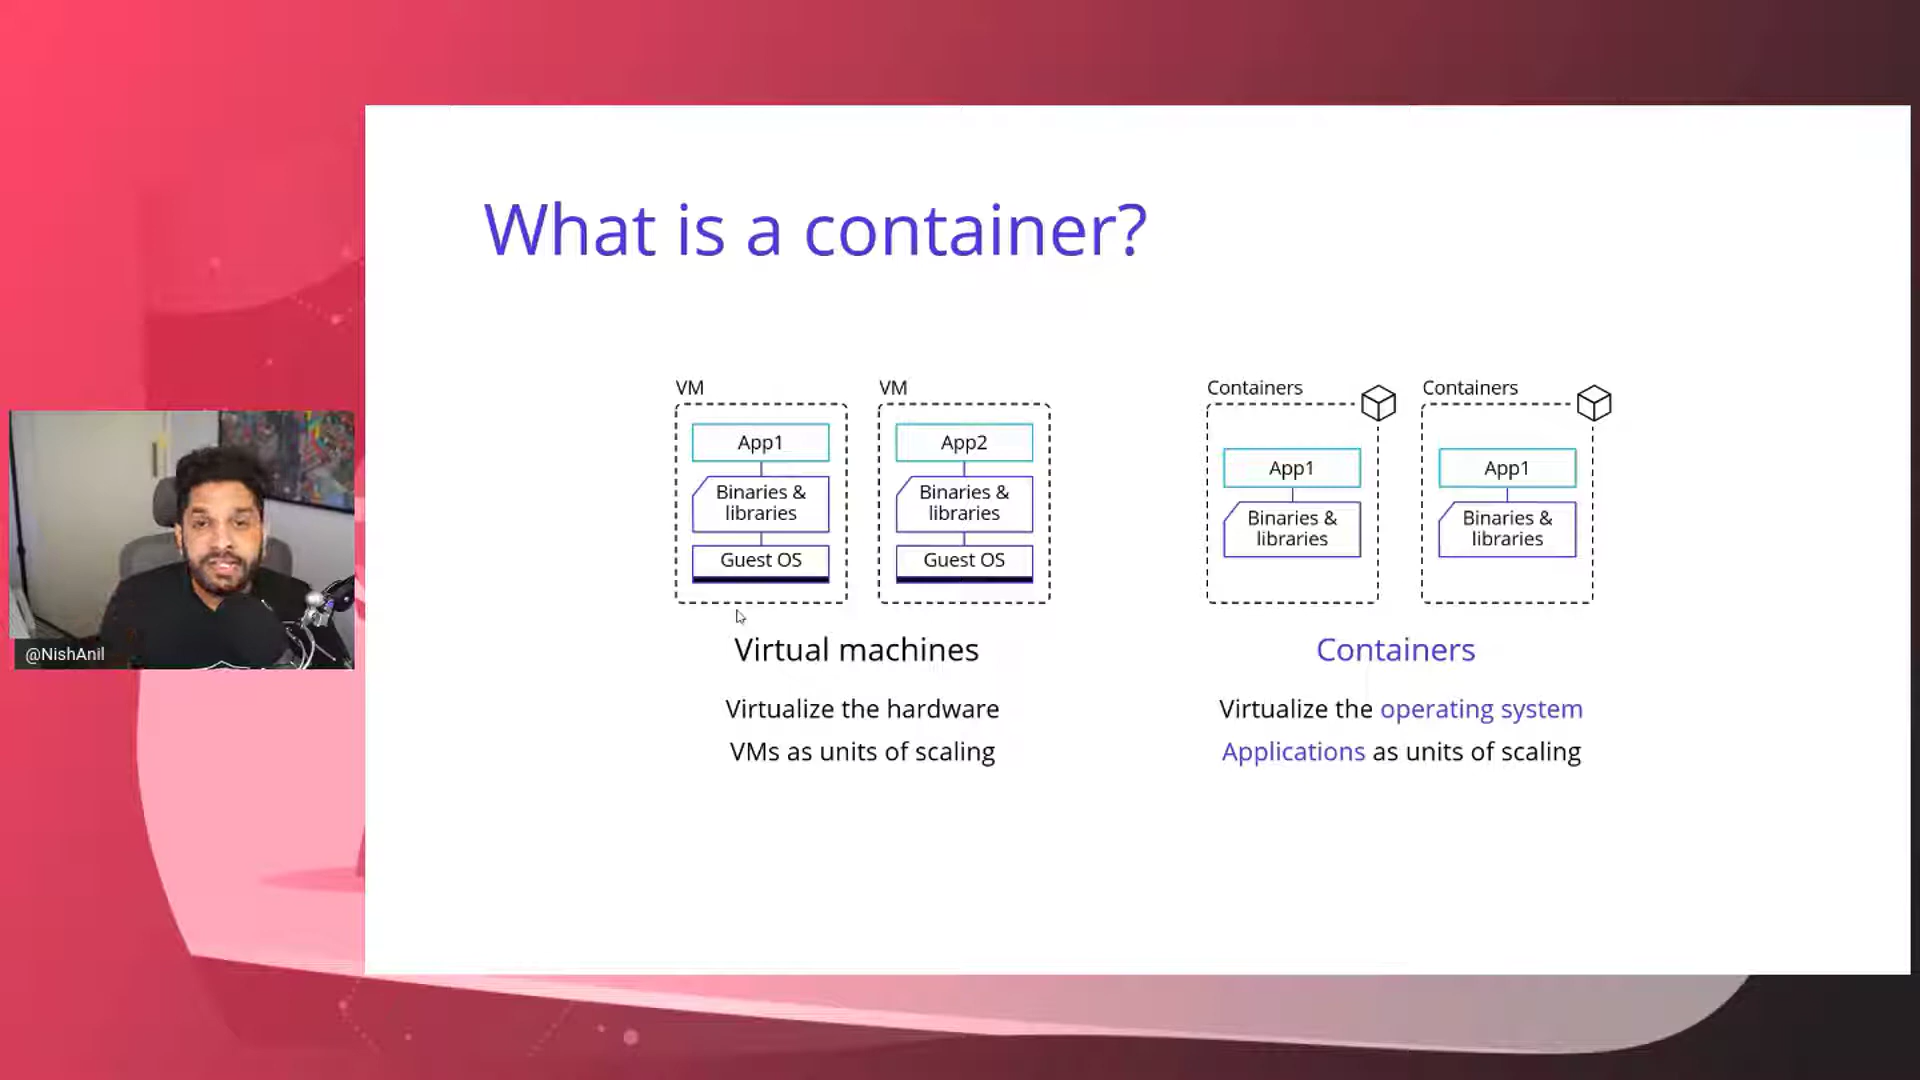 What is a container?
VM
App1
Binaries &
libraries
Guest OS
VM
App2
Binaries &
libraries
Guest OS
Virtual machines
Virtualize the hardware
VMs as units of scaling
Containers
App1
Binaries &
libraries
Containers
App1
Binaries &
libraries
Containers
Virtualize the operating system
Applications as units of scaling
@NishAnil